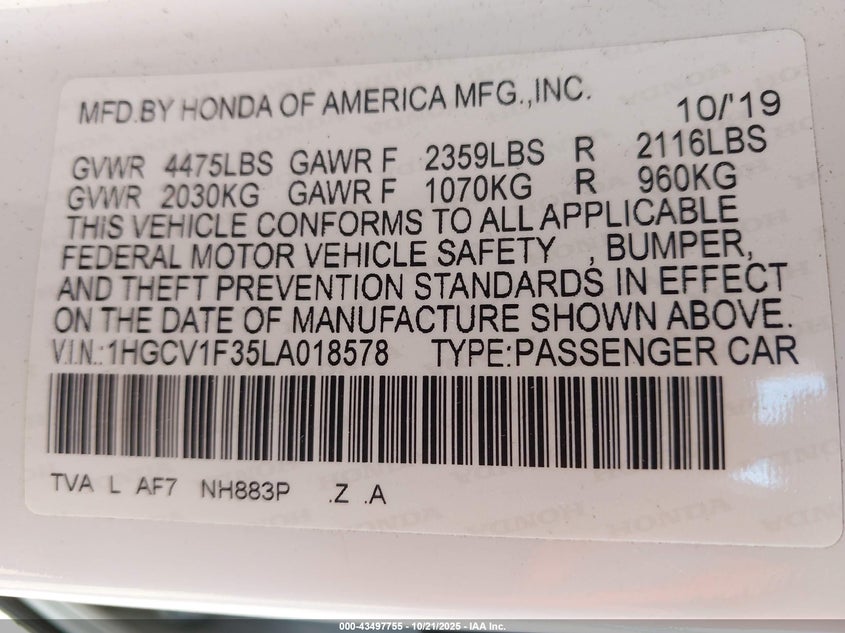 MFD.BY HONDA OF AMERICA MFG.,INC. 10/'19
GVWR 4475LBS GAWR F 2359LBS R 2116LBS
GVWR 2030KG GAWR F 1070KG R 960KG
THIS VEHICLE CONFORMS TO ALL APPLICABLE
FEDERAL MOTOR VEHICLE SAFETY , BUMPER,
AND THEFT PREVENTION STANDARDS IN EFFECT
ON THE DATE OF MANUFACTURE SHOWN ABOVE.
V.I.N.:1HGCV1F35LA018578 TYPE:PASSENGER CAR
TVA L AF7 NH883P .Z .A
000-43497755 - 10/21/2025 - IAA Inc.